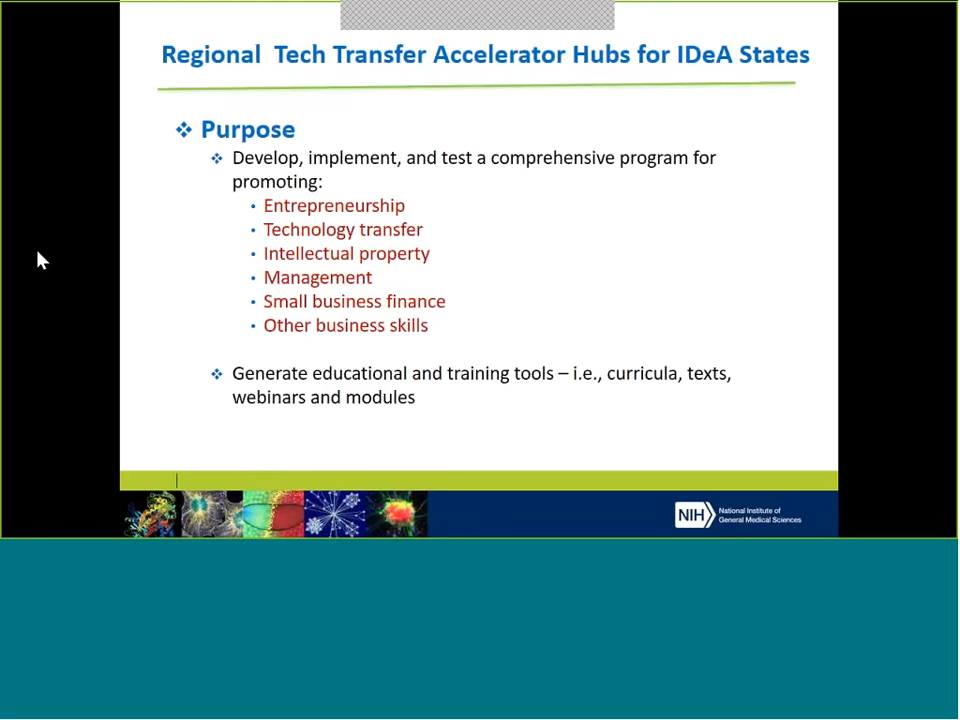 Regional Tech Transfer Accelerator Hubs for IDeA States
Purpose
Develop, implement, and test a comprehensive program for
promoting:
Entrepreneurship
Technology transfer
Intellectual property
Management
Small business finance
Other business skills
Generate educational and training tools – i.e., curricula, texts,
webinars and modules
NIH
National Institute of
General Medical Sciences